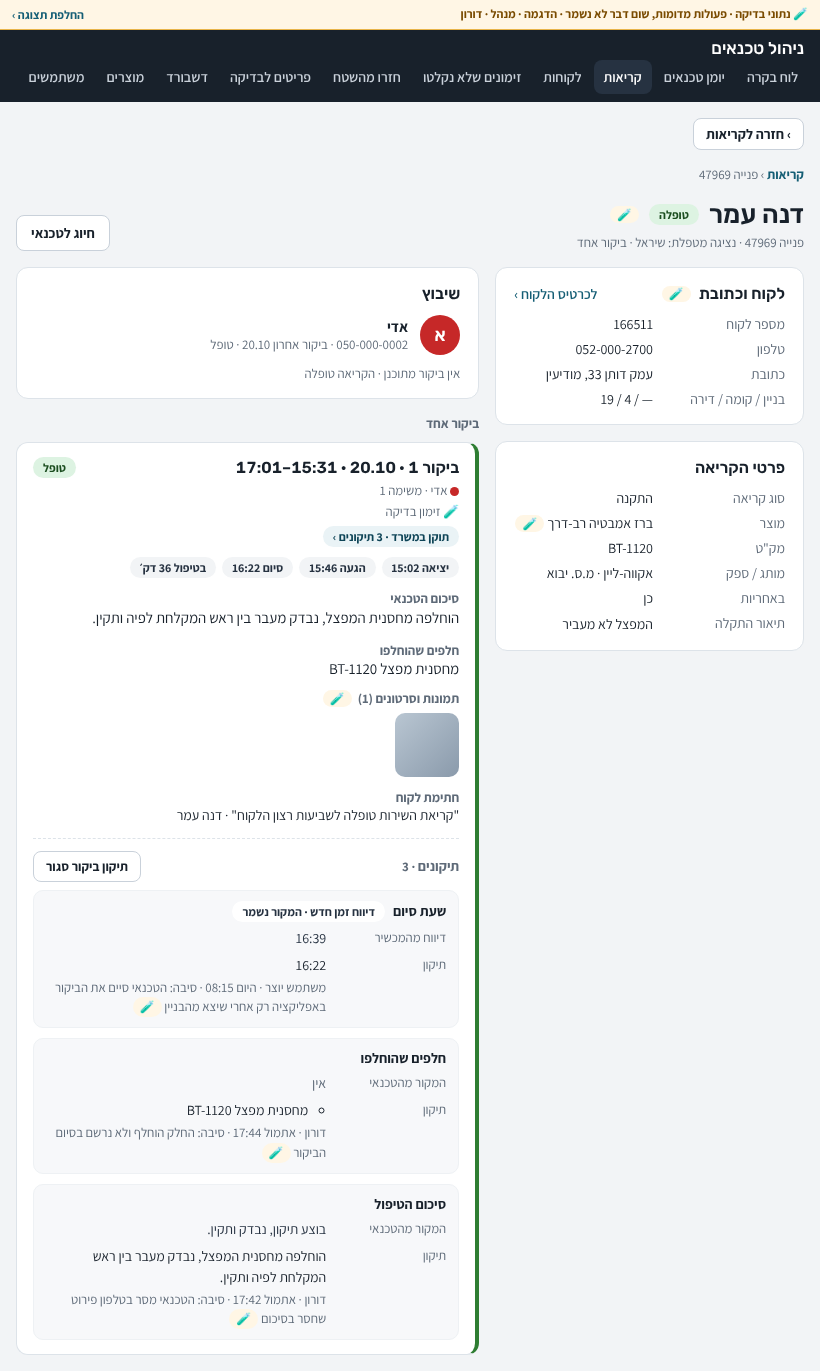 🧪 נתוני בדיקה · פעולות מדומות, שום דבר לא נשמר · הדגמה · מנהל · דורון
החלפת תצוגה ›
ניהול טכנאים
לוח בקרה
יומן טכנאים
קריאות
לקוחות
זימונים שלא נקלטו
חזרו מהשטח
פריטים לבדיקה
דשבורד
מוצרים
משתמשים
› חזרה לקריאות
קריאות › פנייה 47969
דנה עמר טופלה 🧪
פנייה 47969 · נציגה מטפלת: שיראל · ביקור אחד
חיוג לטכנאי
לקוח וכתובת 🧪 לכרטיס הלקוח ›
מספר לקוח 166511
טלפון 052-000-2700
כתובת עמק דותן 33, מודיעין
בניין / קומה / דירה — / 4 / 19
פרטי הקריאה
סוג קריאה התקנה
מוצר ברז אמבטיה רב-דרך 🧪
מק"ט BT-1120
מותג / ספק אקווה-ליין · מ.ס. יבוא
באחריות כן
תיאור התקלה המפצל לא מעביר
שיבוץ
א
אדי
050-000-0002 · ביקור אחרון 20.10 · טופל
אין ביקור מתוכנן · הקריאה טופלה
ביקור אחד
ביקור 1 · 20.10 · 15:31–17:01 טופל
אדי · משימה 1
🧪 זימון בדיקה
תוקן במשרד · 3 תיקונים ›
יציאה 15:02
הגעה 15:46
סיום 16:22
בטיפול 36 דק׳
סיכום הטכנאי
הוחלפה מחסנית המפצל, נבדק מעבר בין ראש המקלחת לפיה ותקין.
חלפים שהוחלפו
מחסנית מפצל BT-1120
תמונות וסרטונים (1) 🧪
חתימת לקוח
"קריאת השירות טופלה לשביעות רצון הלקוח" · דנה עמר
תיקונים · 3
תיקון ביקור סגור
שעת סיום דיווח זמן חדש · המקור נשמר
דיווח מהמכשיר 16:39
תיקון 16:22
משתמש יוצר · היום 08:15 · סיבה: הטכנאי סיים את הביקור
באפליקציה רק אחרי שיצא מהבניין 🧪
חלפים שהוחלפו
המקור מהטכנאי אין
תיקון ◦ מחסנית מפצל BT-1120
דורון · אתמול 17:44 · סיבה: החלק הוחלף ולא נרשם בסיום
הביקור 🧪
סיכום הטיפול
המקור מהטכנאי בוצע תיקון, נבדק ותקין.
תיקון הוחלפה מחסנית המפצל, נבדק מעבר בין ראש
המקלחת לפיה ותקין.
דורון · אתמול 17:42 · סיבה: הטכנאי מסר בטלפון פירוט
שחסר בסיכום 🧪